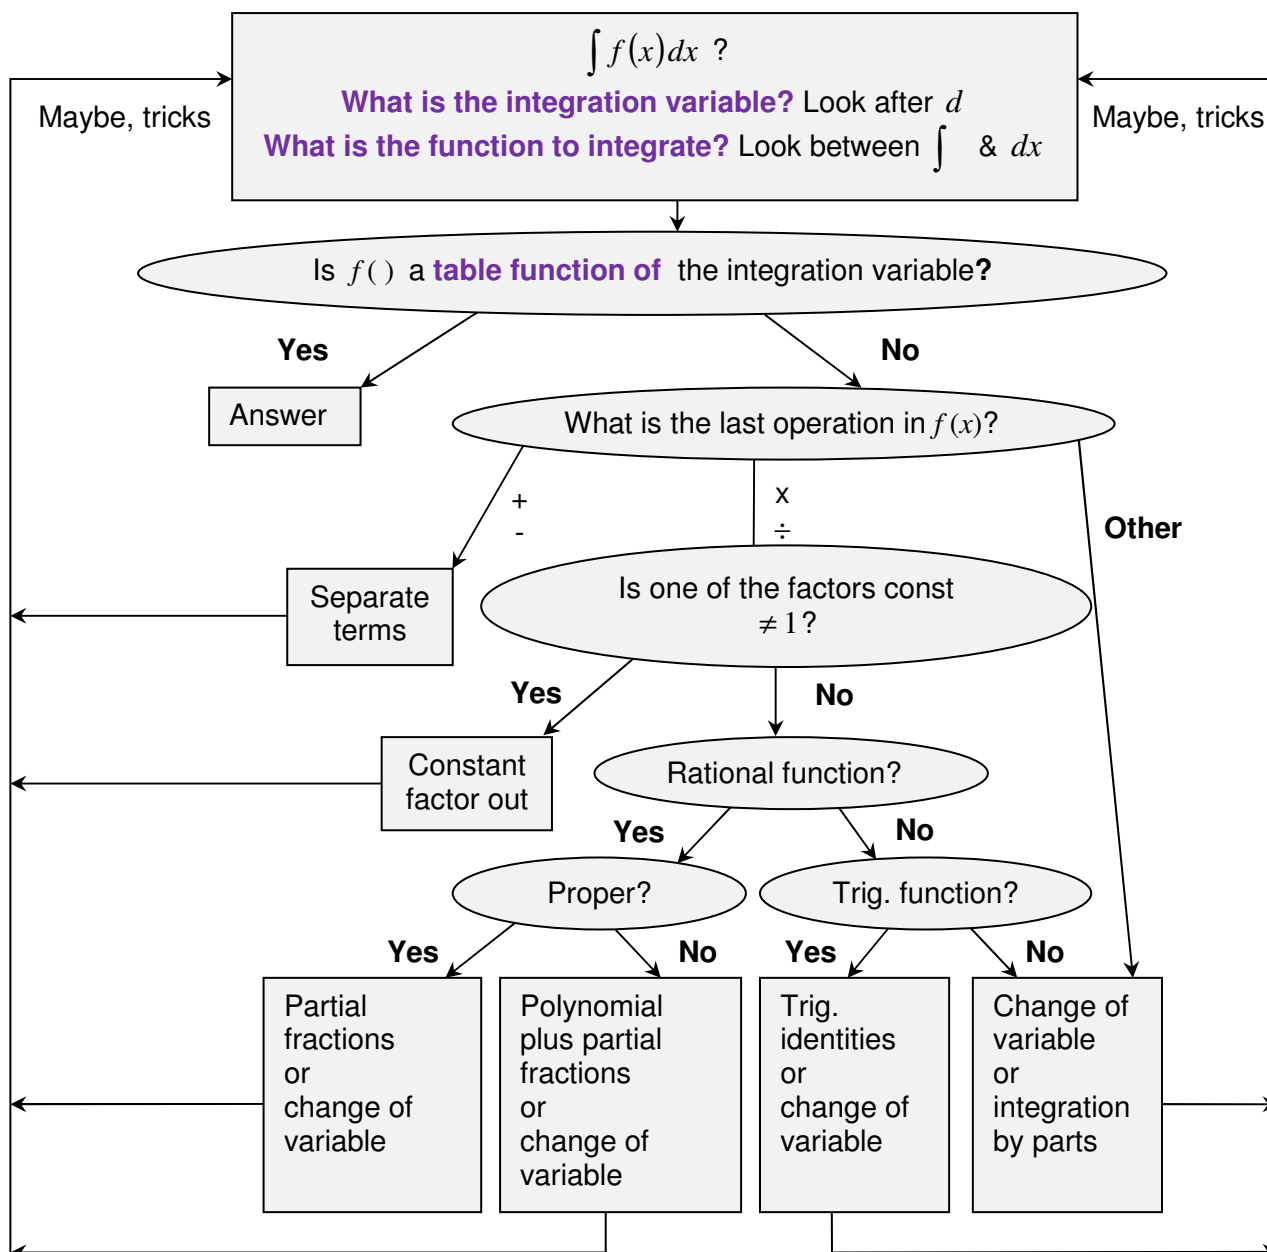 ∫ f(x)dx ?
What is the integration variable? Look after d
What is the function to integrate? Look between ∫ & dx
Maybe, tricks
Maybe, tricks
Is f( ) a table function of the integration variable?
Yes
No
Answer
What is the last operation in f(x)?
+
-
x
÷
Other
Separate
terms
Is one of the factors const
≠ 1?
Yes
No
Constant
factor out
Rational function?
Yes
No
Proper?
Trig. function?
Yes
No
Yes
No
Partial
fractions
or
change of
variable
Polynomial
plus partial
fractions
or
change of
variable
Trig.
identities
or
change of
variable
Change of
variable
or
integration
by parts